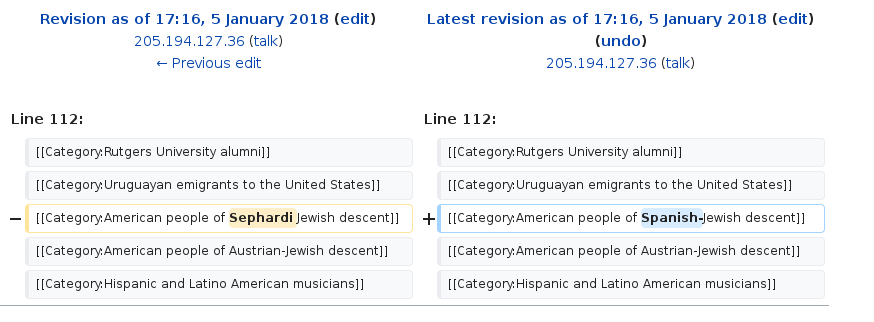 Revision as of 17:16, 5 January 2018 (edit)
205.194.127.36 (talk)
← Previous edit
Latest revision as of 17:16, 5 January 2018 (edit)
(undo)
205.194.127.36 (talk)
Line 112:
Line 112:
[[Category:Rutgers University alumni]]
[[Category:Rutgers University alumni]]
[[Category:Uruguayan emigrants to the United States]]
[[Category:Uruguayan emigrants to the United States]]
− [[Category:American people of Sephardi Jewish descent]]
+ [[Category:American people of Spanish-Jewish descent]]
[[Category:American people of Austrian-Jewish descent]]
[[Category:American people of Austrian-Jewish descent]]
[[Category:Hispanic and Latino American musicians]]
[[Category:Hispanic and Latino American musicians]]